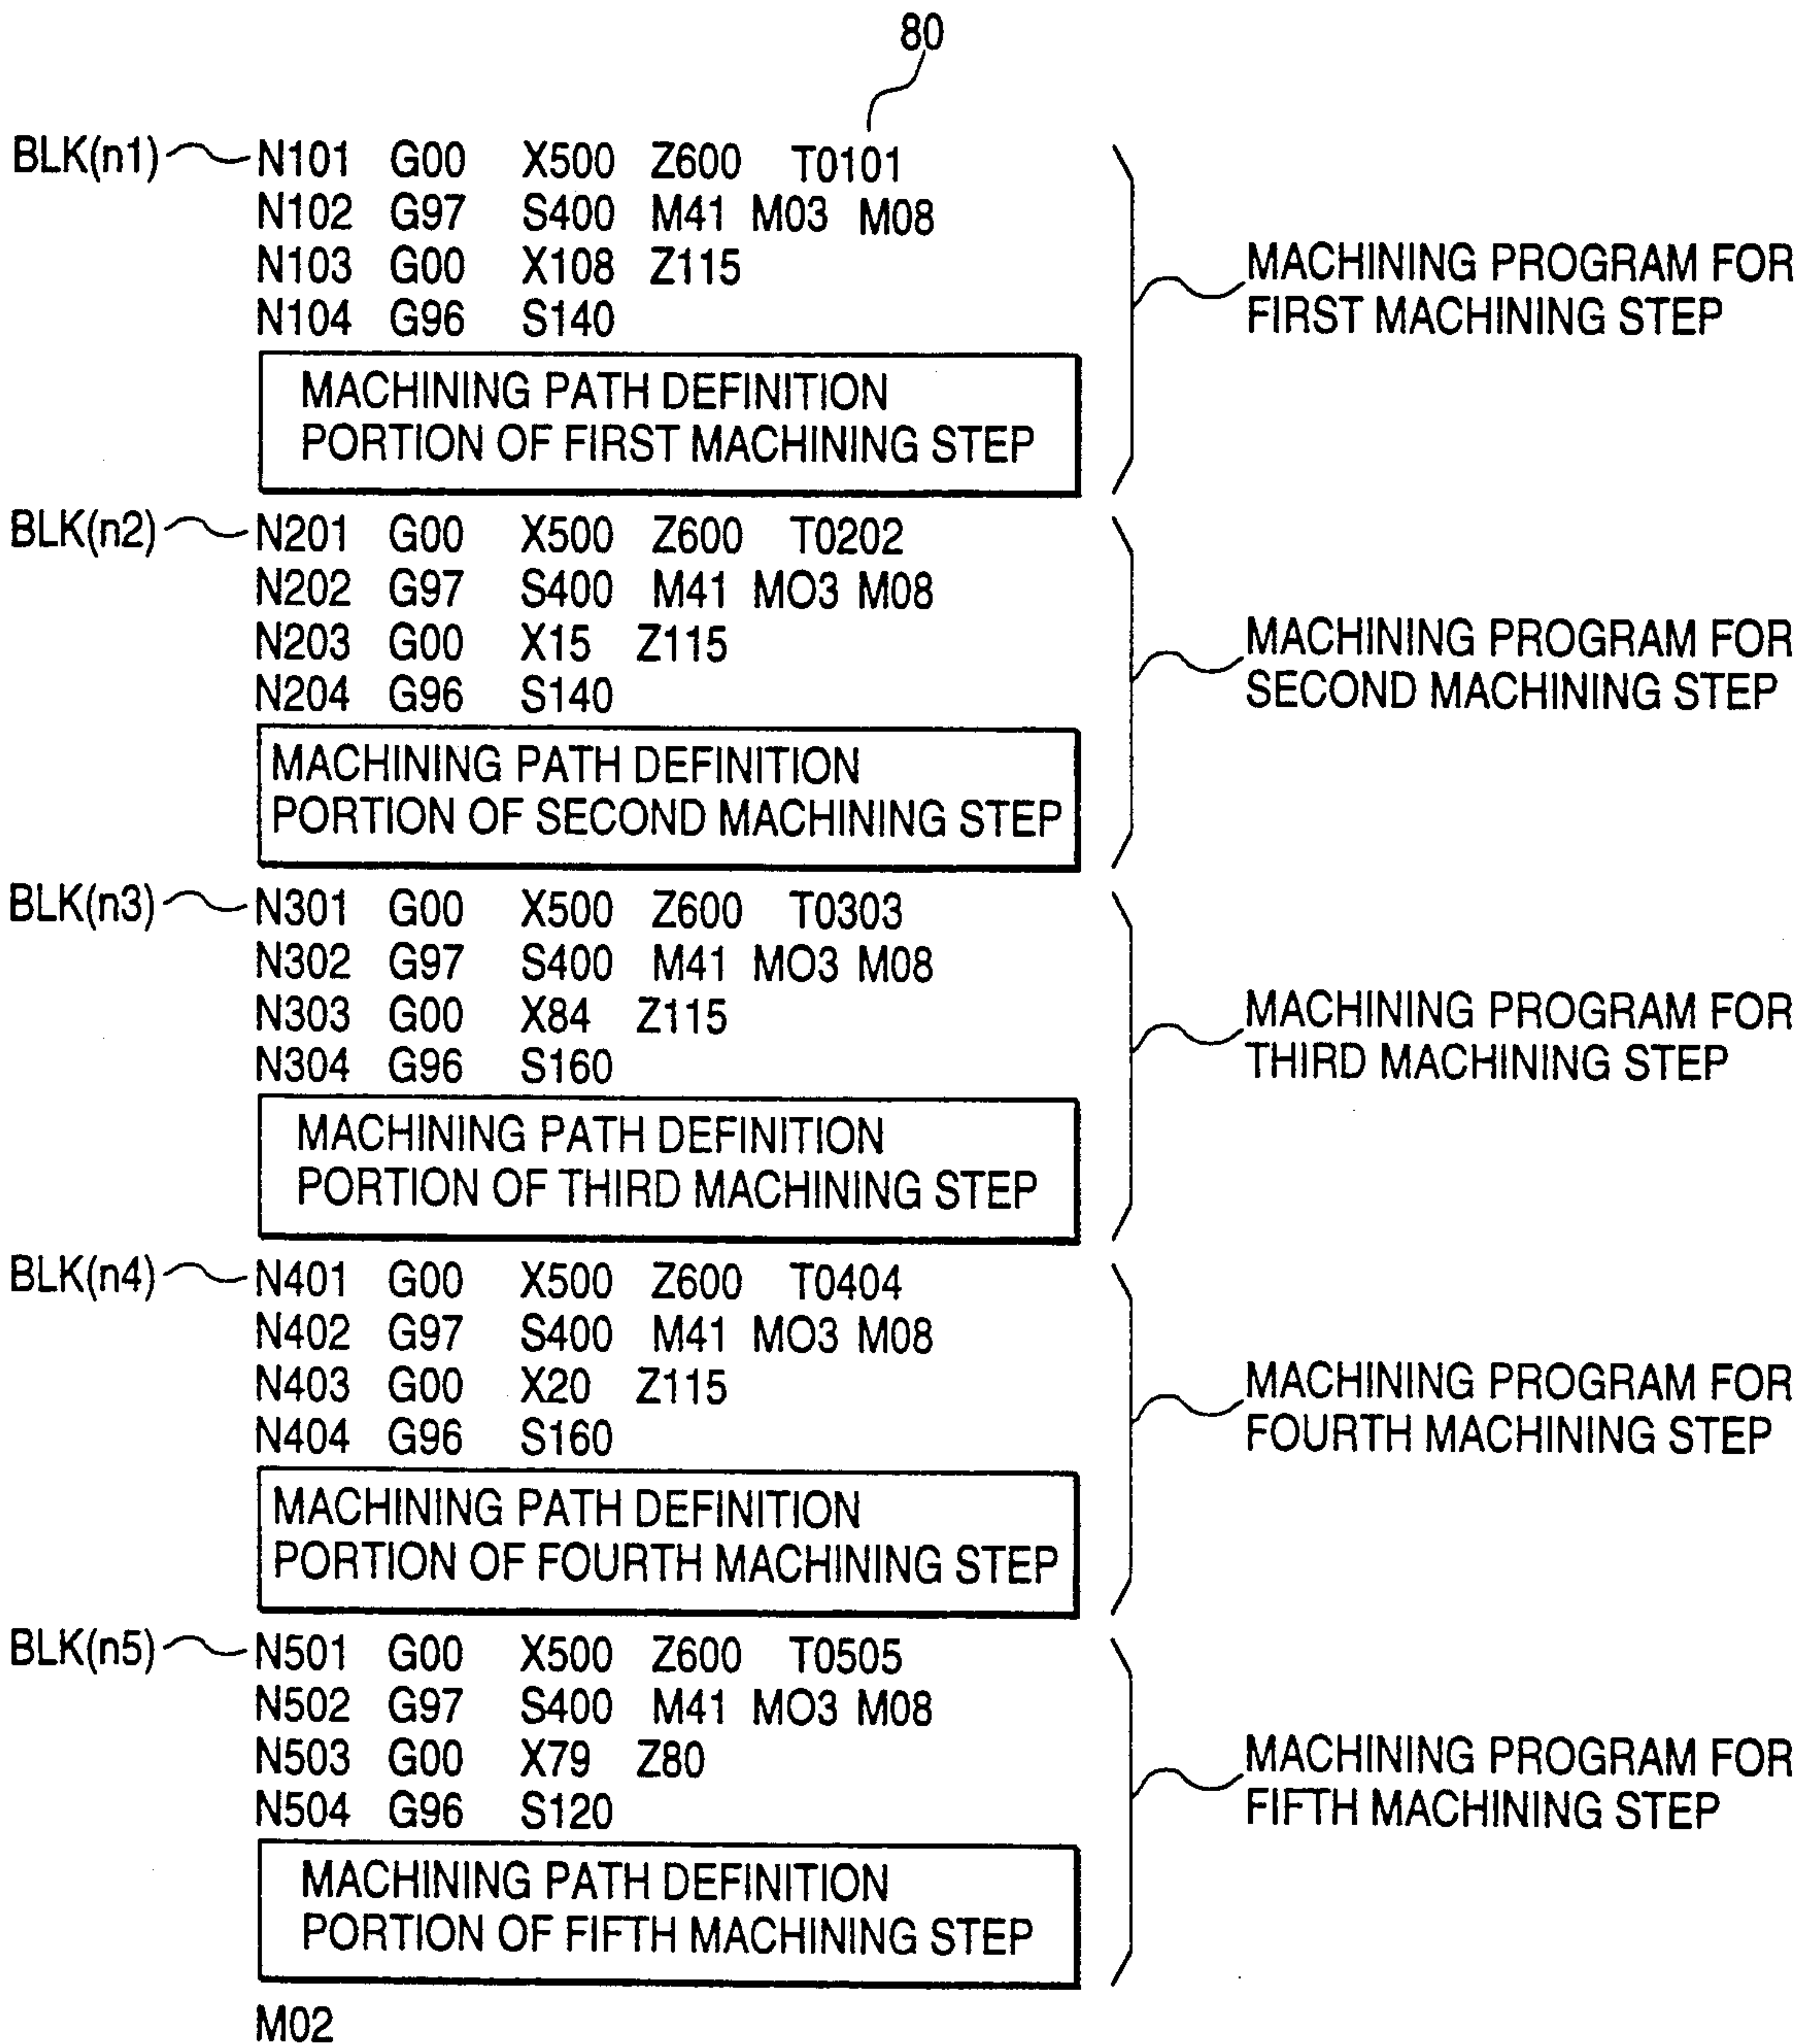 80
BLK(n1) N101 G00 X500 Z600 T0101
N102 G97 S400 M41 M03 M08
N103 G00 X108 Z115
N104 G96 S140
MACHINING PATH DEFINITION
PORTION OF FIRST MACHINING STEP
MACHINING PROGRAM FOR
FIRST MACHINING STEP
BLK(n2) N201 G00 X500 Z600 T0202
N202 G97 S400 M41 MO3 M08
N203 G00 X15 Z115
N204 G96 S140
MACHINING PATH DEFINITION
PORTION OF SECOND MACHINING STEP
MACHINING PROGRAM FOR
SECOND MACHINING STEP
BLK(n3) N301 G00 X500 Z600 T0303
N302 G97 S400 M41 MO3 M08
N303 G00 X84 Z115
N304 G96 S160
MACHINING PATH DEFINITION
PORTION OF THIRD MACHINING STEP
MACHINING PROGRAM FOR
THIRD MACHINING STEP
BLK(n4) N401 G00 X500 Z600 T0404
N402 G97 S400 M41 MO3 M08
N403 G00 X20 Z115
N404 G96 S160
MACHINING PATH DEFINITION
PORTION OF FOURTH MACHINING STEP
MACHINING PROGRAM FOR
FOURTH MACHINING STEP
BLK(n5) N501 G00 X500 Z600 T0505
N502 G97 S400 M41 MO3 M08
N503 G00 X79 Z80
N504 G96 S120
MACHINING PATH DEFINITION
PORTION OF FIFTH MACHINING STEP
MACHINING PROGRAM FOR
FIFTH MACHINING STEP
M02